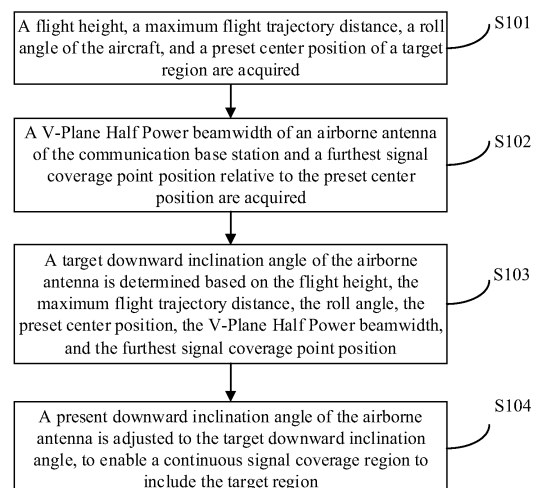 A flight height, a maximum flight trajectory distance, a roll
angle of the aircraft, and a preset center position of a target
region are acquired
S101
A V-Plane Half Power beamwidth of an airborne antenna
of the communication base station and a furthest signal
coverage point position relative to the preset center
position are acquired
S102
A target downward inclination angle of the airborne
antenna is determined based on the flight height, the
maximum flight trajectory distance, the roll angle, the
preset center position, the V-Plane Half Power beamwidth,
and the furthest signal coverage point position
S103
A present downward inclination angle of the airborne
antenna is adjusted to the target downward inclination
angle, to enable a continuous signal coverage region to
include the target region
S104